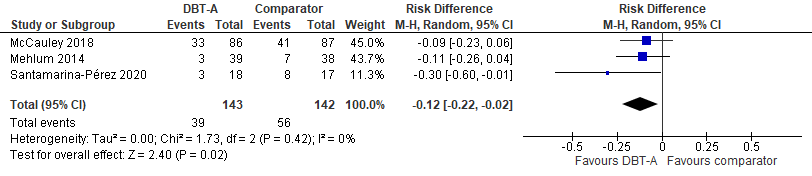 DBT-A Comparator Risk Difference Risk Difference
Study or Subgroup Events Total Events Total Weight M-H, Random, 95% CI M-H, Random, 95% CI
McCauley 2018 33 86 41 87 45.0% -0.09 [-0.23, 0.06]
Mehlum 2014 3 39 7 38 43.7% -0.11 [-0.26, 0.04]
Santamarina-Pérez 2020 3 18 8 17 11.3% -0.30 [-0.60, -0.01]
Total (95% CI) 143 142 100.0% -0.12 [-0.22, -0.02]
Total events 39 56
Heterogeneity: Tau² = 0.00; Chi² = 1.73, df = 2 (P = 0.42); I² = 0%
Test for overall effect: Z = 2.40 (P = 0.02)
-0.5 -0.25 0 0.25 0.5
Favours DBT-A Favours comparator